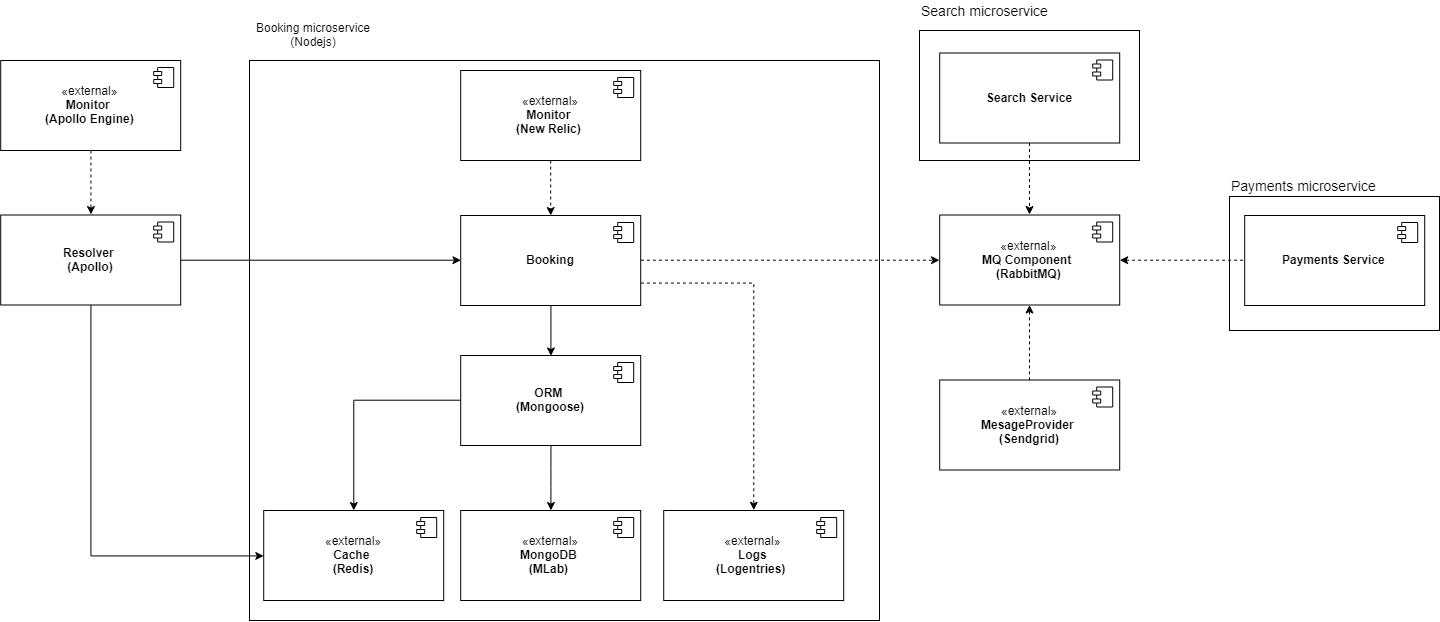 Search microservice
Booking microservice
(Nodejs)
«external»
Monitor
(Apollo Engine)
«external»
Monitor
(New Relic)
Search Service
Payments microservice
Resolver
(Apollo)
Booking
«external»
MQ Component
(RabbitMQ)
Payments Service
ORM
(Mongoose)
«external»
MesageProvider
(Sendgrid)
«external»
Cache
(Redis)
«external»
MongoDB
(MLab)
«external»
Logs
(Logentries)